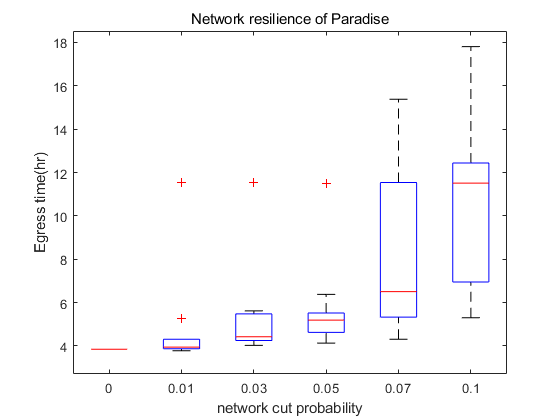 Network resilience of Paradise
Egress time(hr)
18
16
14
12
10
8
6
4
0 0.01 0.03 0.05 0.07 0.1
network cut probability